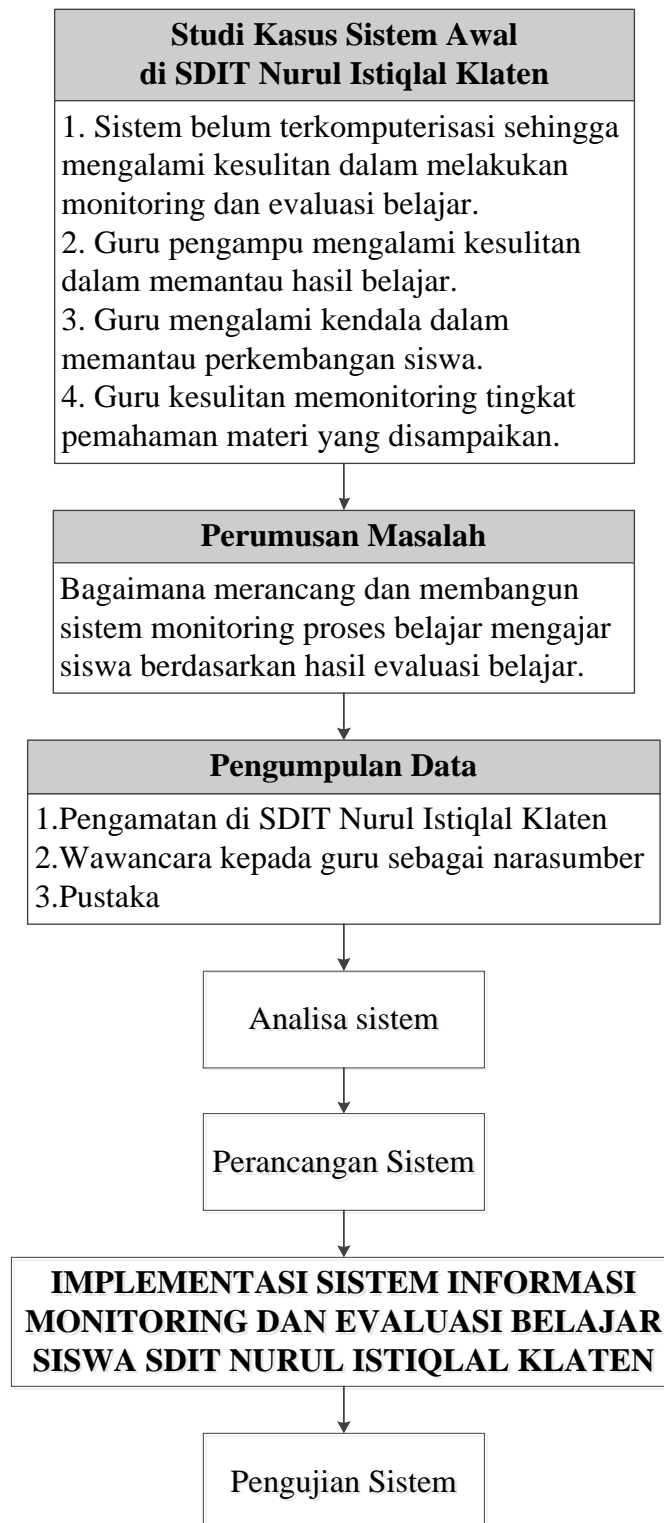 Studi Kasus Sistem Awal
di SDIT Nurul Istiqlal Klaten
1. Sistem belum terkomputerisasi sehingga
mengalami kesulitan dalam melakukan
monitoring dan evaluasi belajar.
2. Guru pengampu mengalami kesulitan
dalam memantau hasil belajar.
3. Guru mengalami kendala dalam
memantau perkembangan siswa.
4. Guru kesulitan memonitoring tingkat
pemahaman materi yang disampaikan.
Perumusan Masalah
Bagaimana merancang dan membangun
sistem monitoring proses belajar mengajar
siswa berdasarkan hasil evaluasi belajar.
Pengumpulan Data
1.Pengamatan di SDIT Nurul Istiqlal Klaten
2.Wawancara kepada guru sebagai narasumber
3.Pustaka
Analisa sistem
Perancangan Sistem
IMPLEMENTASI SISTEM INFORMASI
MONITORING DAN EVALUASI BELAJAR
SISWA SDIT NURUL ISTIQLAL KLATEN
Pengujian Sistem